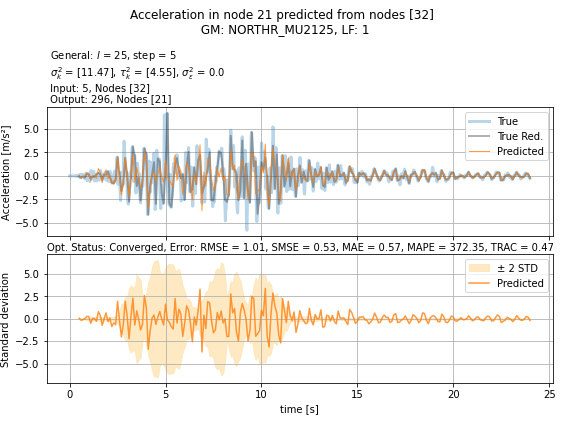 Acceleration in node 21 predicted from nodes [32]
GM: NORTHR_MU2125, LF: 1
General: l = 25, step = 5
σ²ₖ = [11.47], τ²ₖ = [4.55], σ²ε = 0.0
Input: 5, Nodes [32]
Output: 296, Nodes [21]
Acceleration [m/s²]
5.0
2.5
0.0
−2.5
−5.0
True
True Red.
Predicted
Opt. Status: Converged, Error: RMSE = 1.01, SMSE = 0.53, MAE = 0.57, MAPE = 372.35, TRAC = 0.47
Standard deviation
5.0
2.5
0.0
−2.5
−5.0
± 2 STD
Predicted
0 5 10 15 20 25
time [s]